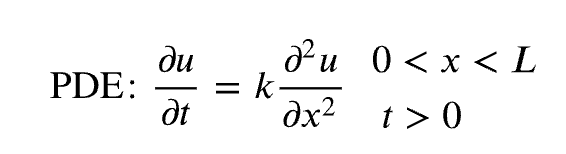 PDE: ∂u/∂t = k ∂²u/∂x² 0 < x < L
t > 0